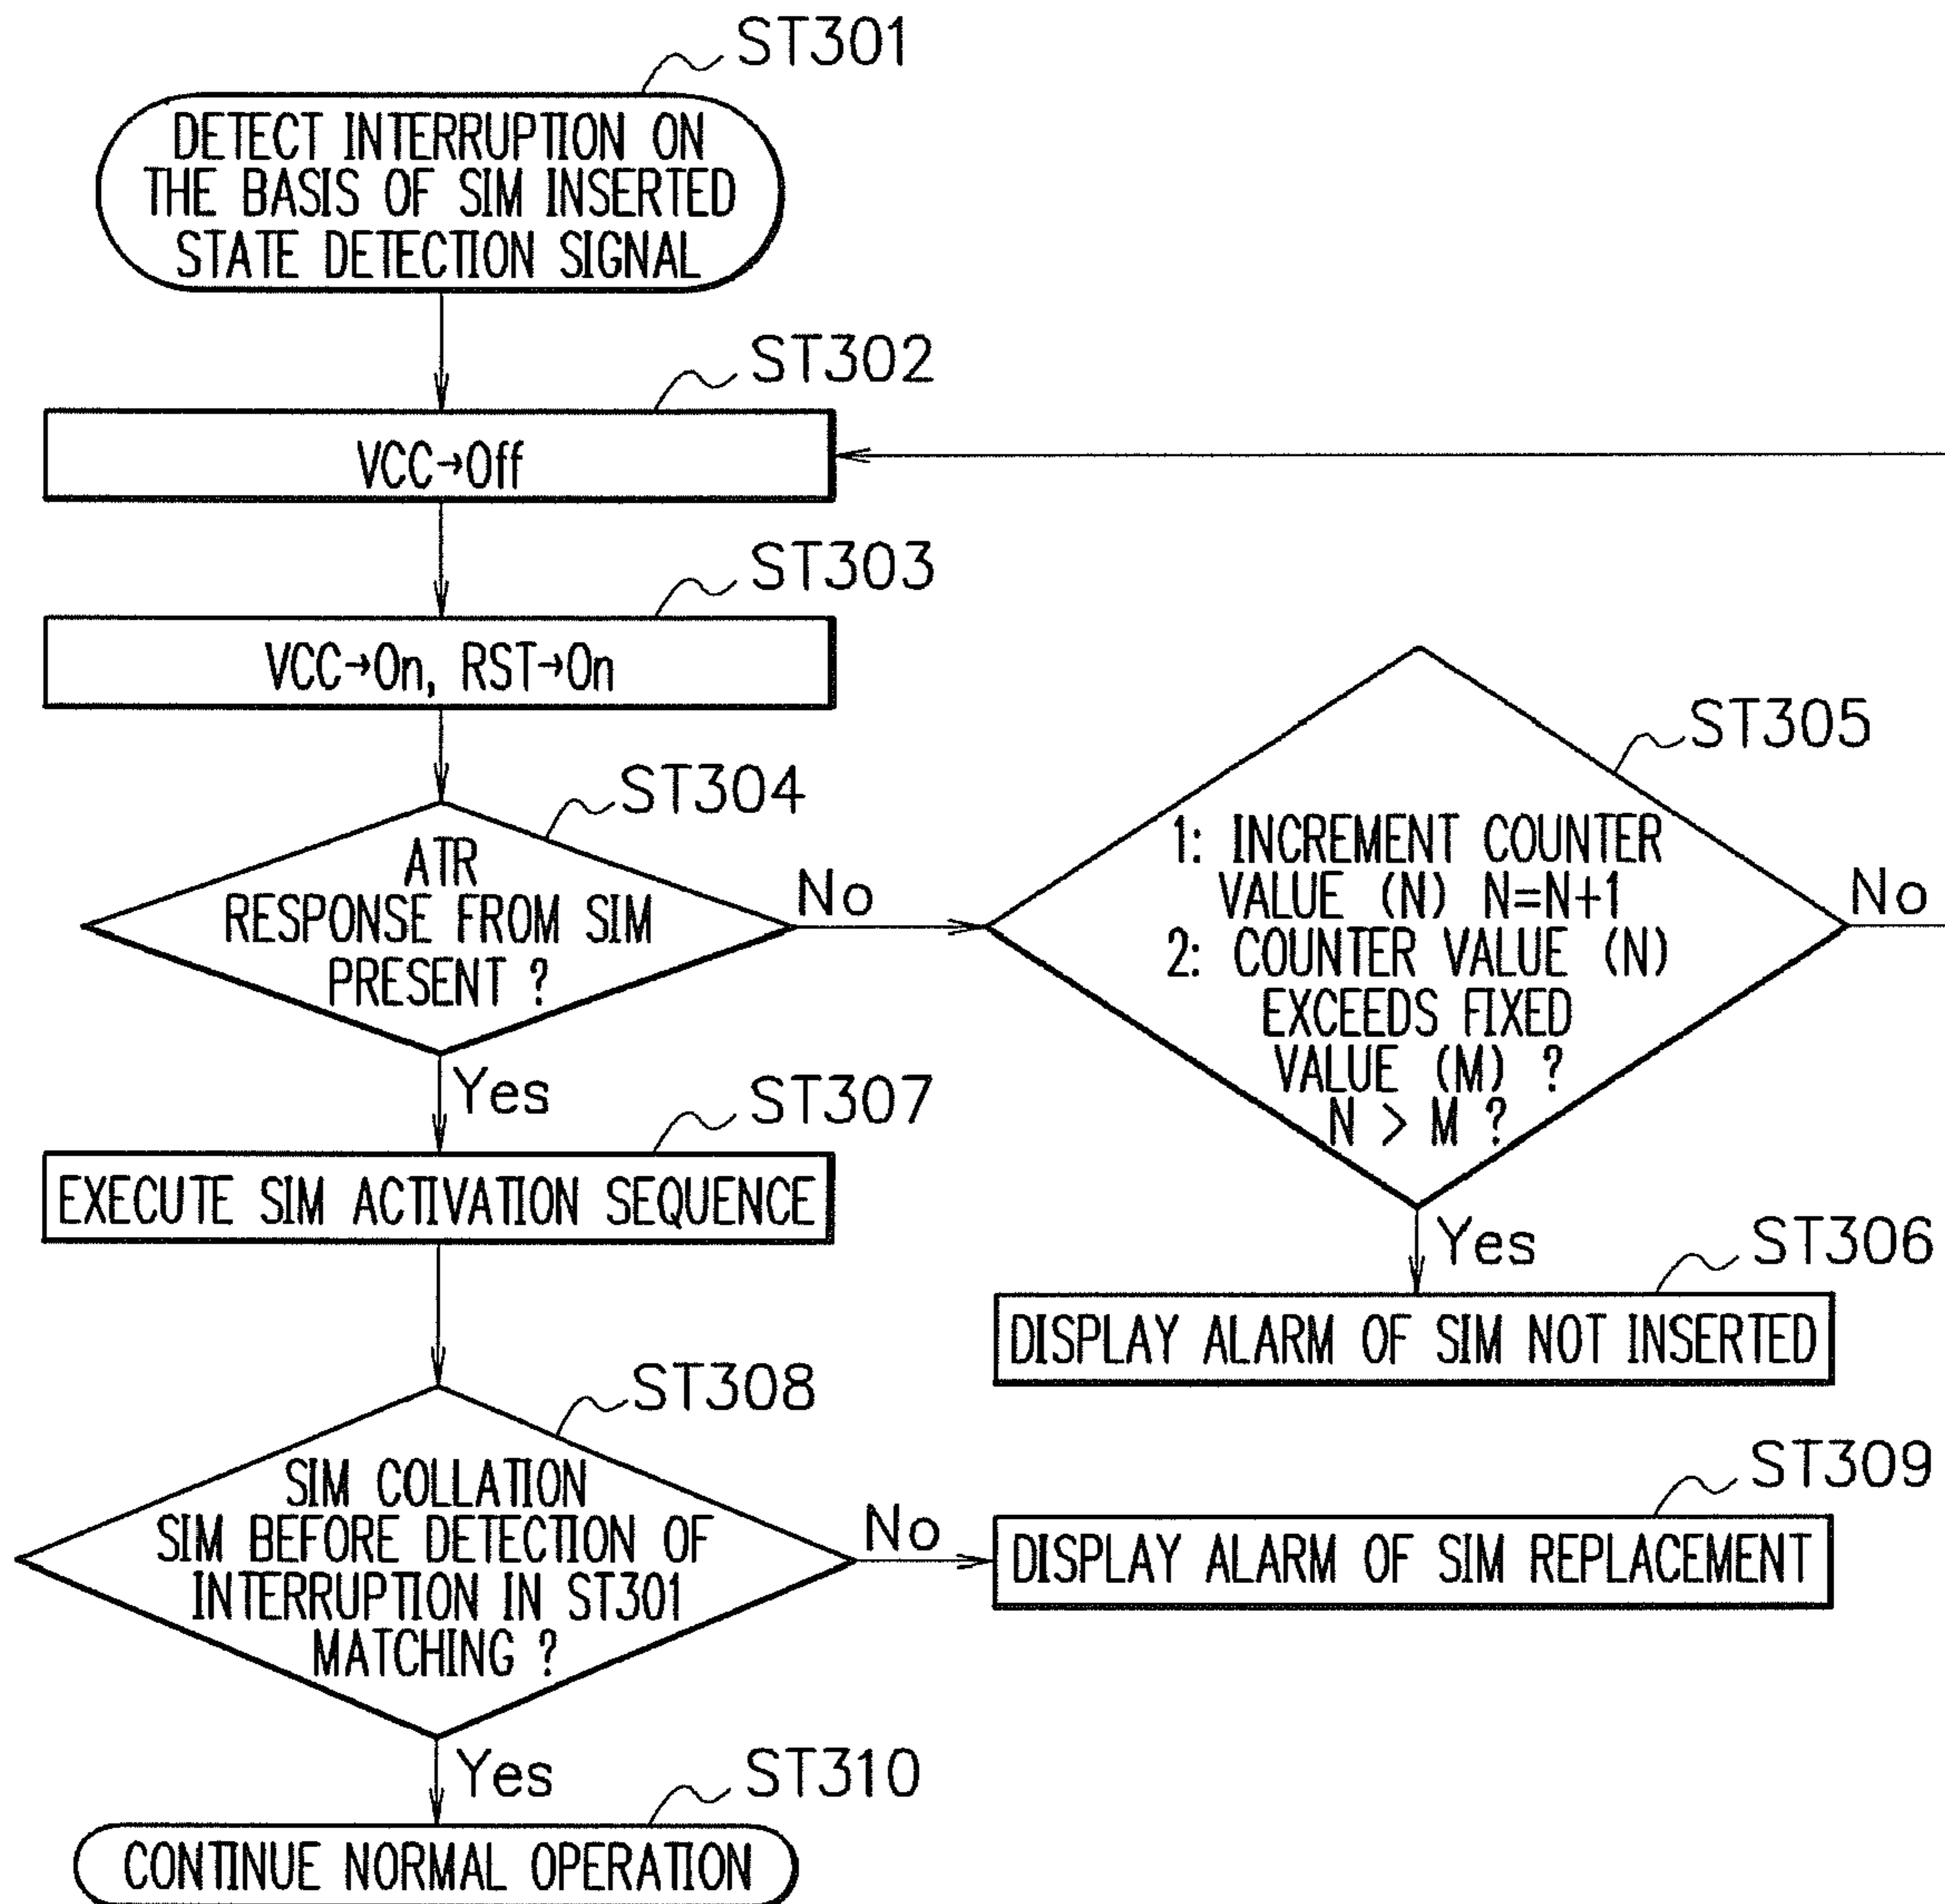 ST301
DETECT INTERRUPTION ON
THE BASIS OF SIM INSERTED
STATE DETECTION SIGNAL
ST302
VCC→Off
ST303
VCC→On, RST→On
ST304
ATR
RESPONSE FROM SIM
PRESENT ?
No
Yes
ST305
1: INCREMENT COUNTER
VALUE (N) N=N+1
2: COUNTER VALUE (N)
EXCEEDS FIXED
VALUE (M) ?
N > M ?
No
Yes
ST306
DISPLAY ALARM OF SIM NOT INSERTED
ST307
EXECUTE SIM ACTIVATION SEQUENCE
ST308
SIM COLLATION
SIM BEFORE DETECTION OF
INTERRUPTION IN ST301
MATCHING ?
No
ST309
DISPLAY ALARM OF SIM REPLACEMENT
Yes
ST310
CONTINUE NORMAL OPERATION